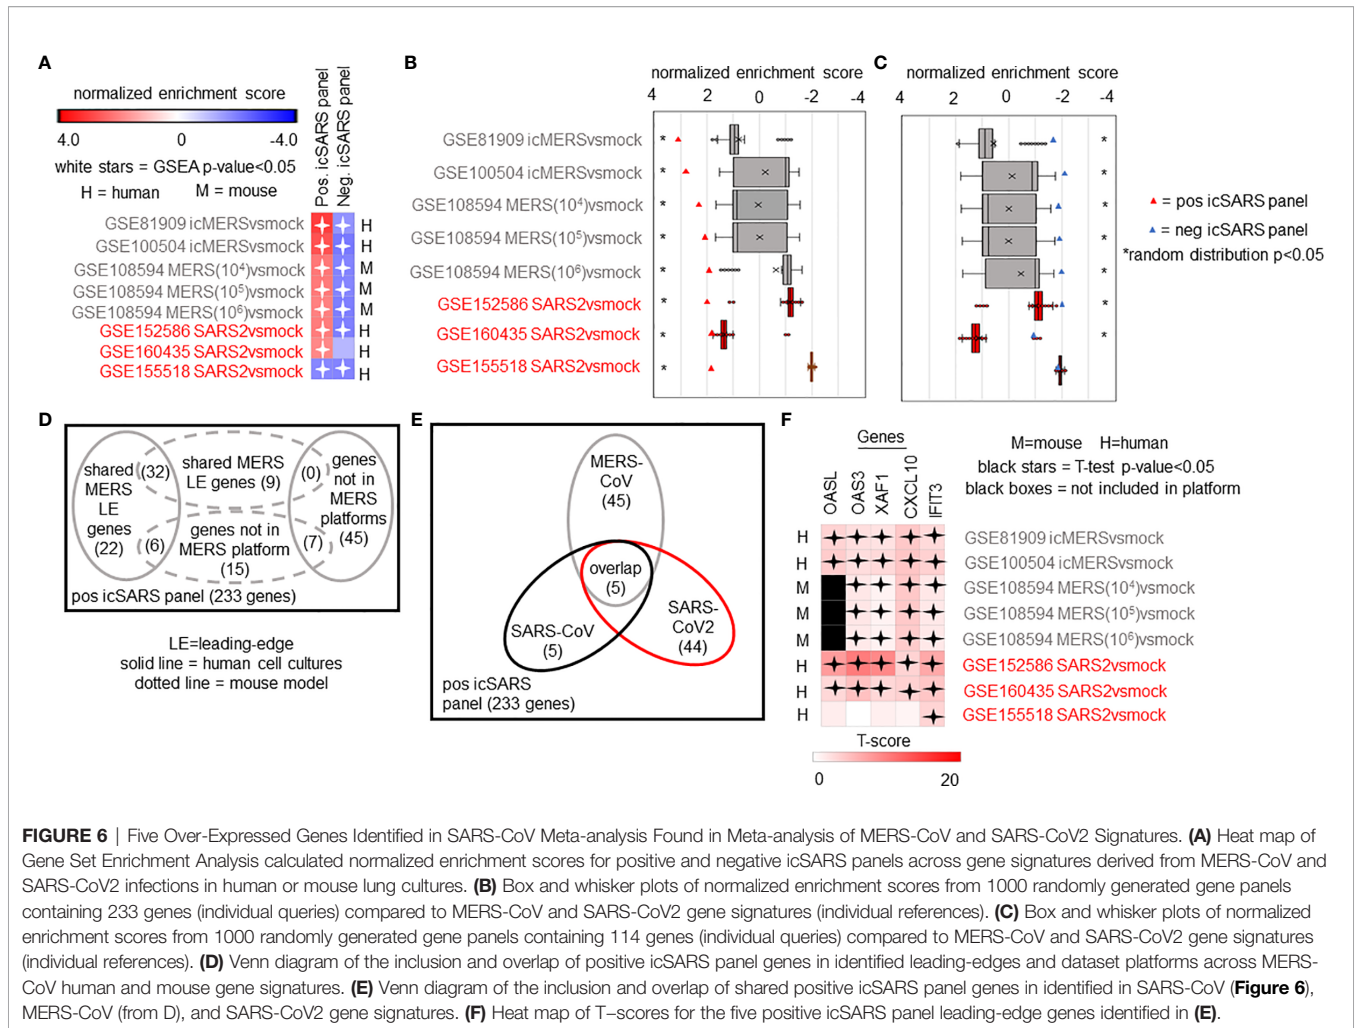 A
normalized enrichment score
4.0 0 -4.0
white stars = GSEA p-value<0.05
H = human M = mouse
Pos. icSARS panel
Neg. icSARS panel
GSE81909 icMERSvsmock H
GSE100504 icMERSvsmock H
GSE108594 MERS(10⁴)vsmock M
GSE108594 MERS(10⁵)vsmock M
GSE108594 MERS(10⁶)vsmock M
GSE152586 SARS2vsmock H
GSE160435 SARS2vsmock H
GSE155518 SARS2vsmock H
B
normalized enrichment score
4 2 0 -2 -4
GSE81909 icMERSvsmock *
GSE100504 icMERSvsmock *
GSE108594 MERS(10⁴)vsmock *
GSE108594 MERS(10⁵)vsmock *
GSE108594 MERS(10⁶)vsmock *
GSE152586 SARS2vsmock *
GSE160435 SARS2vsmock *
GSE155518 SARS2vsmock *
C
normalized enrichment score
4 2 0 -2 -4
*
*
*
*
*
*
*
= pos icSARS panel
= neg icSARS panel
*random distribution p<0.05
D
shared
MERS
LE
genes
(22)
(32)
shared MERS
LE genes (9)
(0)
genes
not in
MERS
platforms
(45)
(6)
genes not in
MERS platform
(15)
(7)
pos icSARS panel (233 genes)
LE=leading-edge
solid line = human cell cultures
dotted line = mouse model
E
MERS-
CoV
(45)
overlap
(5)
SARS-CoV
(5)
SARS-
CoV2
(44)
pos icSARS
panel (233 genes)
F
Genes
OASL
OAS3
XAF1
CXCL10
IFIT3
M=mouse H=human
black stars = T-test p-value<0.05
black boxes = not included in platform
H GSE81909 icMERSvsmock
H GSE100504 icMERSvsmock
M GSE108594 MERS(10⁴)vsmock
M GSE108594 MERS(10⁵)vsmock
M GSE108594 MERS(10⁶)vsmock
H GSE152586 SARS2vsmock
H GSE160435 SARS2vsmock
H GSE155518 SARS2vsmock
T-score
0 20
FIGURE 6 | Five Over-Expressed Genes Identified in SARS-CoV Meta-analysis Found in Meta-analysis of MERS-CoV and SARS-CoV2 Signatures. (A) Heat map of
Gene Set Enrichment Analysis calculated normalized enrichment scores for positive and negative icSARS panels across gene signatures derived from MERS-CoV and
SARS-CoV2 infections in human or mouse lung cultures. (B) Box and whisker plots of normalized enrichment scores from 1000 randomly generated gene panels
containing 233 genes (individual queries) compared to MERS-CoV and SARS-CoV2 gene signatures (individual references). (C) Box and whisker plots of normalized
enrichment scores from 1000 randomly generated gene panels containing 114 genes (individual queries) compared to MERS-CoV and SARS-CoV2 gene signatures
(individual references). (D) Venn diagram of the inclusion and overlap of positive icSARS panel genes in identified leading-edges and dataset platforms across MERS-
CoV human and mouse gene signatures. (E) Venn diagram of the inclusion and overlap of shared positive icSARS panel genes in identified in SARS-CoV (Figure 6),
MERS-CoV (from D), and SARS-CoV2 gene signatures. (F) Heat map of T–scores for the five positive icSARS panel leading-edge genes identified in (E).